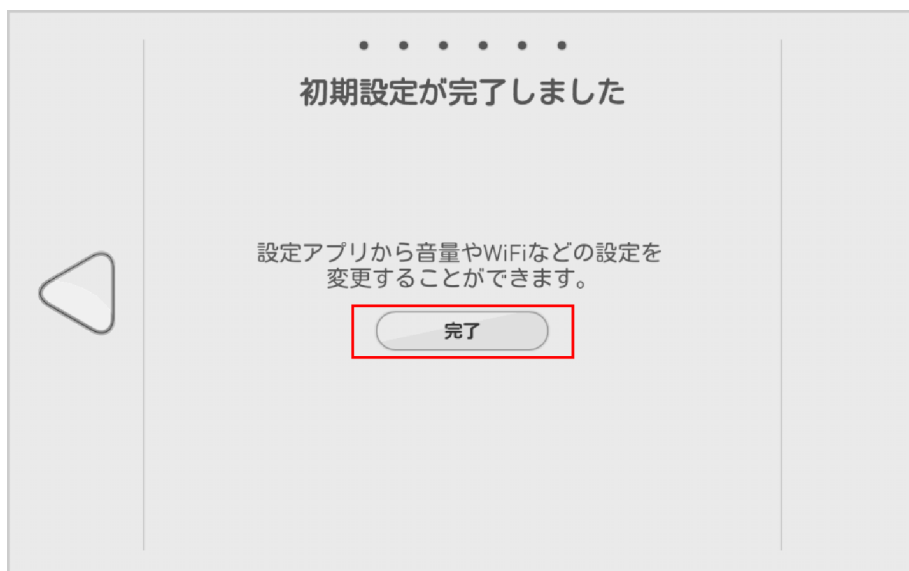 初期設定が完了しました
設定アプリから音量やWiFiなどの設定を
変更することができます。
完了